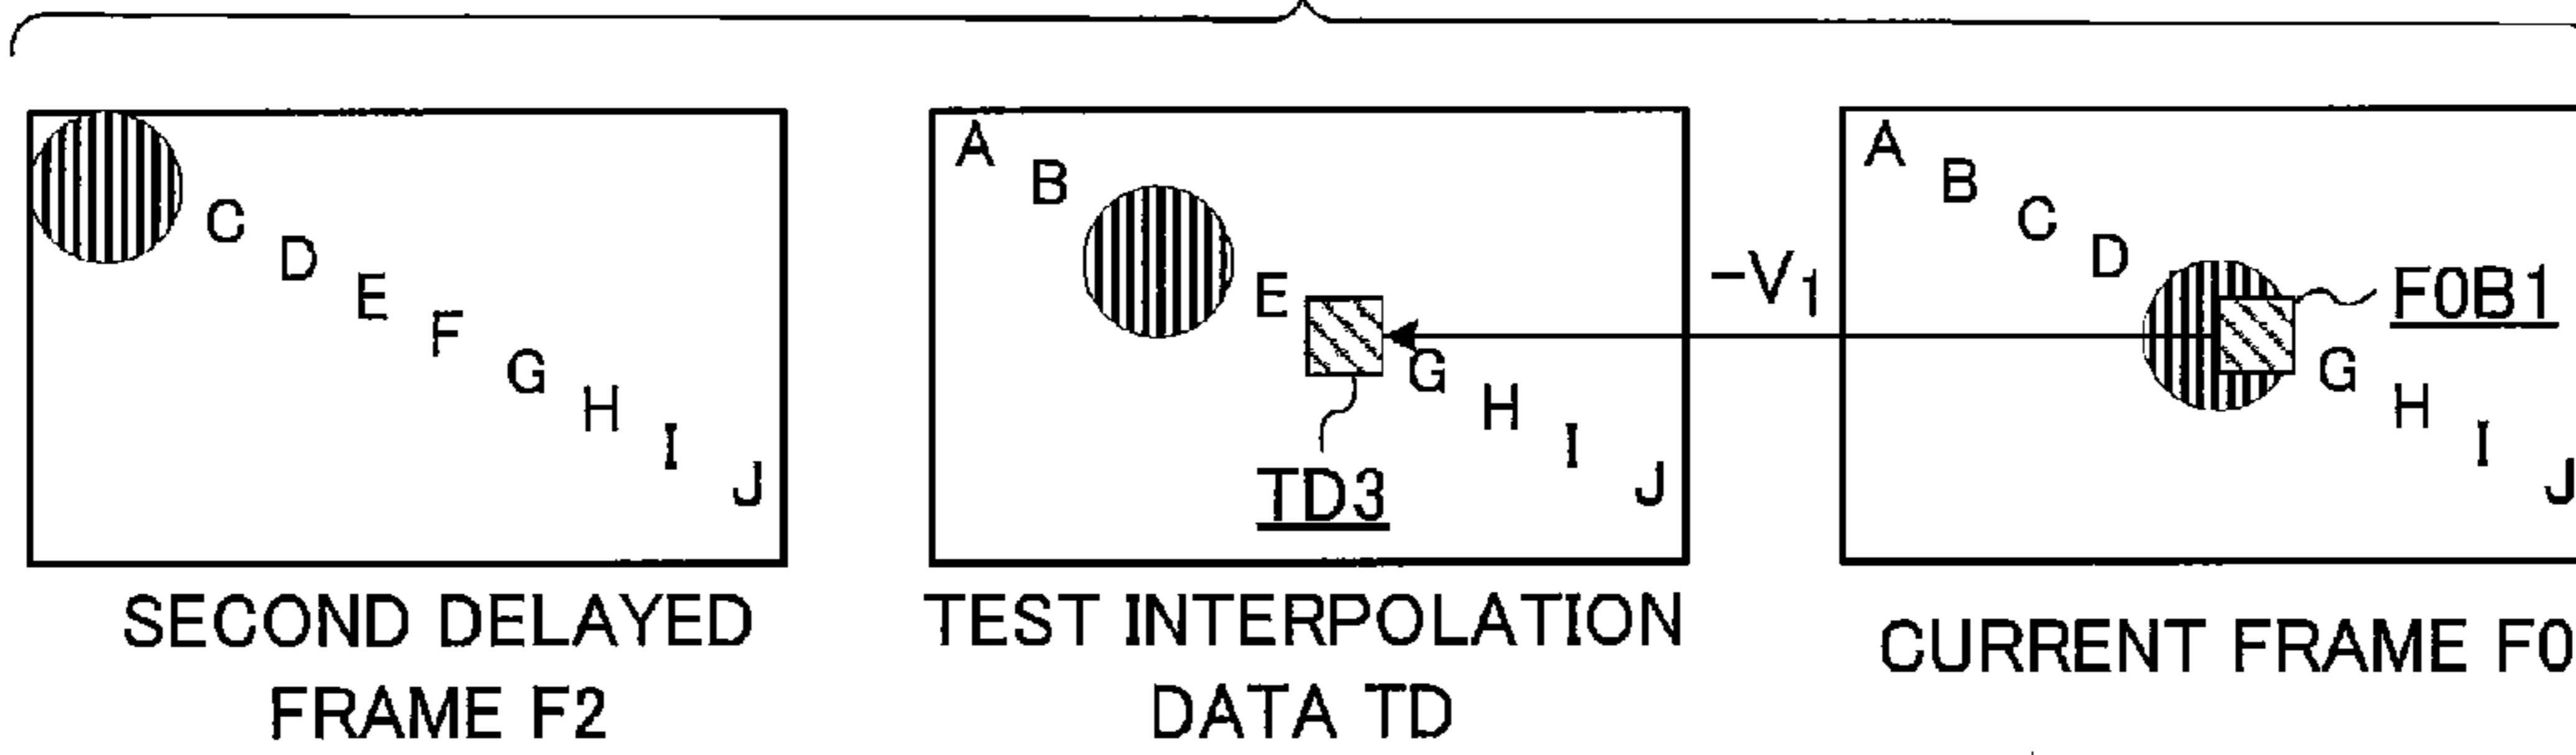 C D E F G H I J
A B E G H I J
TD3
-V1
A B C D G H I J
F0B1
SECOND DELAYED
FRAME F2
TEST INTERPOLATION
DATA TD
CURRENT FRAME F0